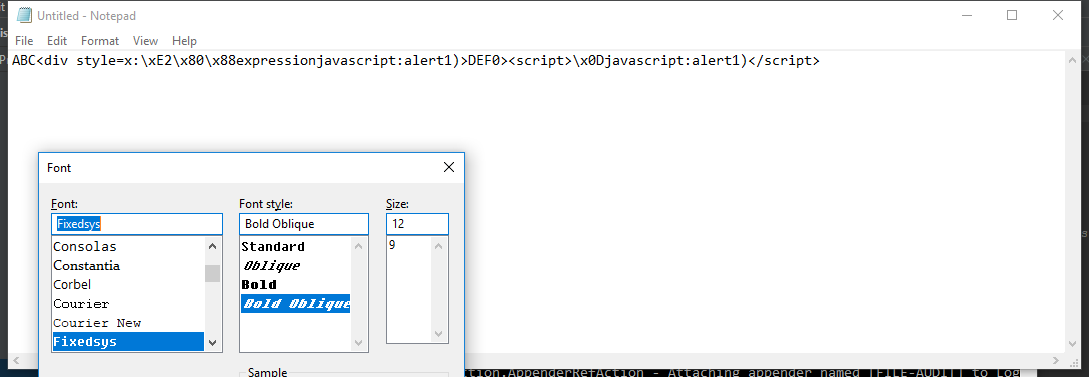 Untitled - Notepad
File Edit Format View Help
ABC<div style=x:\xE2\x80\x88expressionjavascript:alert1)>DEF0><script>\x0Djavascript:alert1)</script>
Font
Font: Font style: Size:
Fixedsys Bold Oblique 12
Consolas Standard 9
Constantia Oblique
Corbel Bold
Courier Bold Oblique
Courier New
Fixedsys
Sample
ction.AppenderRefAction - Attaching appender named [FILE-AUDIT] to Log